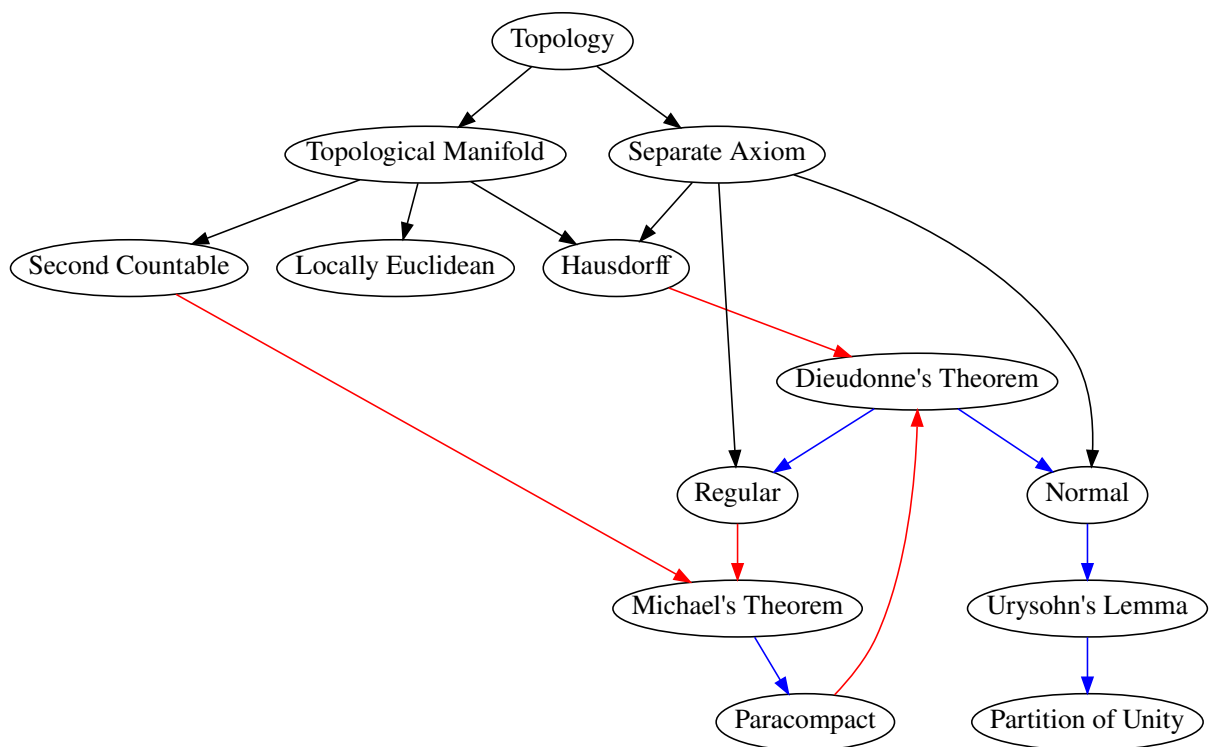 Topology
Topological Manifold
Separate Axiom
Second Countable
Locally Euclidean
Hausdorff
Dieudonne's Theorem
Regular
Normal
Michael's Theorem
Urysohn's Lemma
Paracompact
Partition of Unity